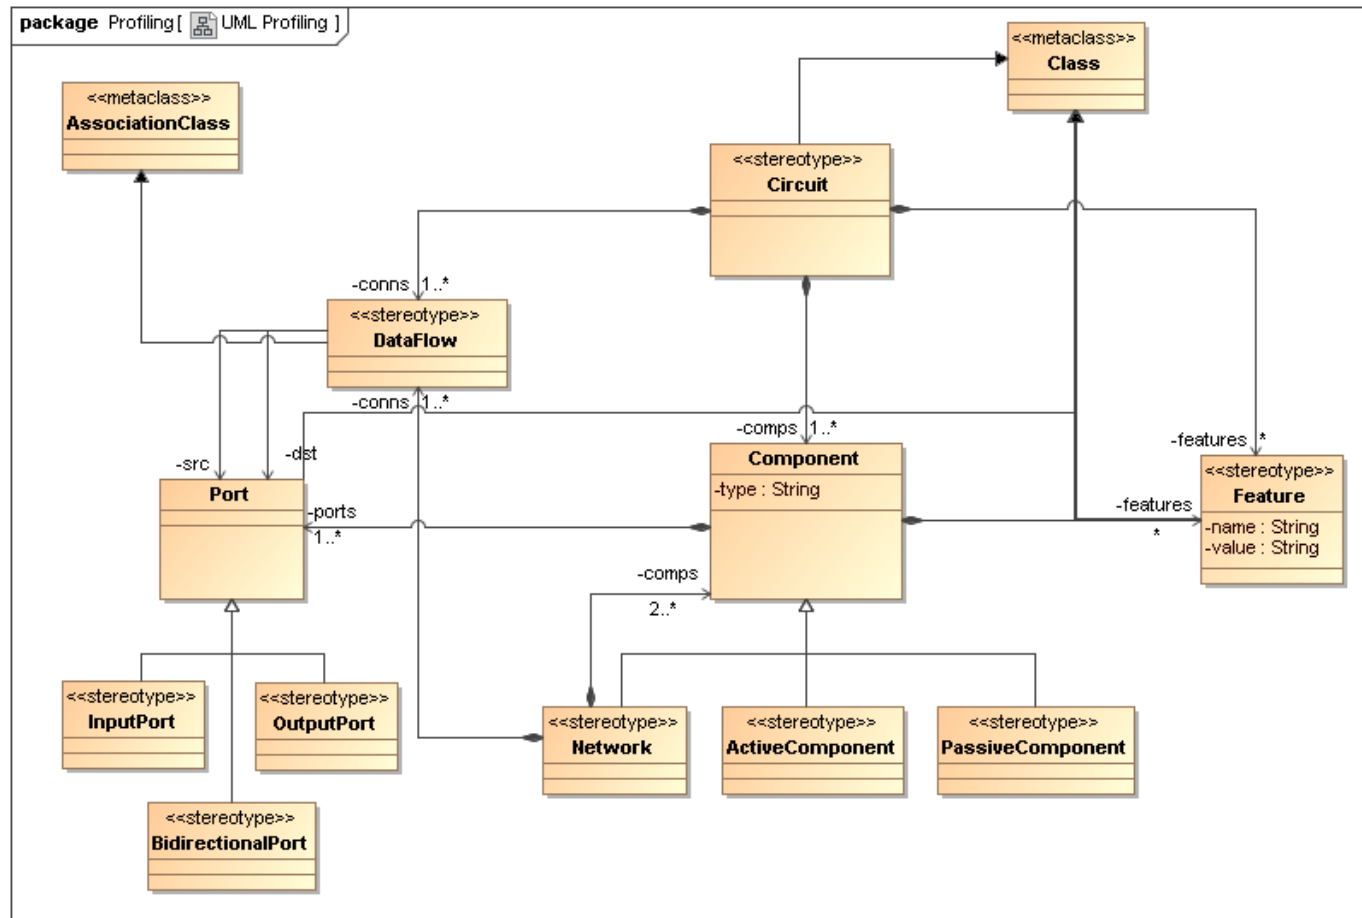 package Profiling [ UML Profiling ]
<<metaclass>>
Class
<<metaclass>>
AssociationClass
<<stereotype>>
Circuit
-conns 1..*
<<stereotype>>
DataFlow
-conns 1..*
-comps 1..*
-features *
-src
-dst
Port
-ports
1..*
Component
-type : String
-features
*
<<stereotype>>
Feature
-name : String
-value : String
-comps
2..*
<<stereotype>>
InputPort
<<stereotype>>
OutputPort
<<stereotype>>
BidirectionalPort
<<stereotype>>
Network
<<stereotype>>
ActiveComponent
<<stereotype>>
PassiveComponent